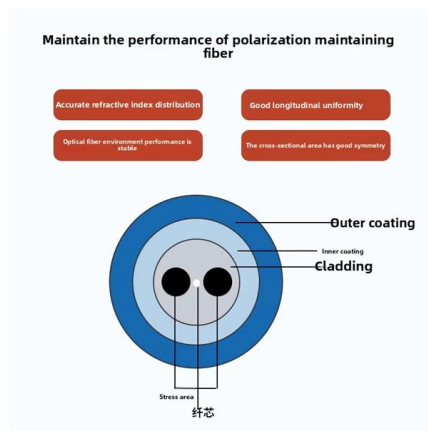 Maintain the performance of polarization maintaining
fiber
Accurate refractive index distribution
Good longitudinal uniformity
Optical fiber environment performance is
stable
The cross-sectional area has good symmetry
Outer coating
Inner coating
Cladding
Stress area
纤芯